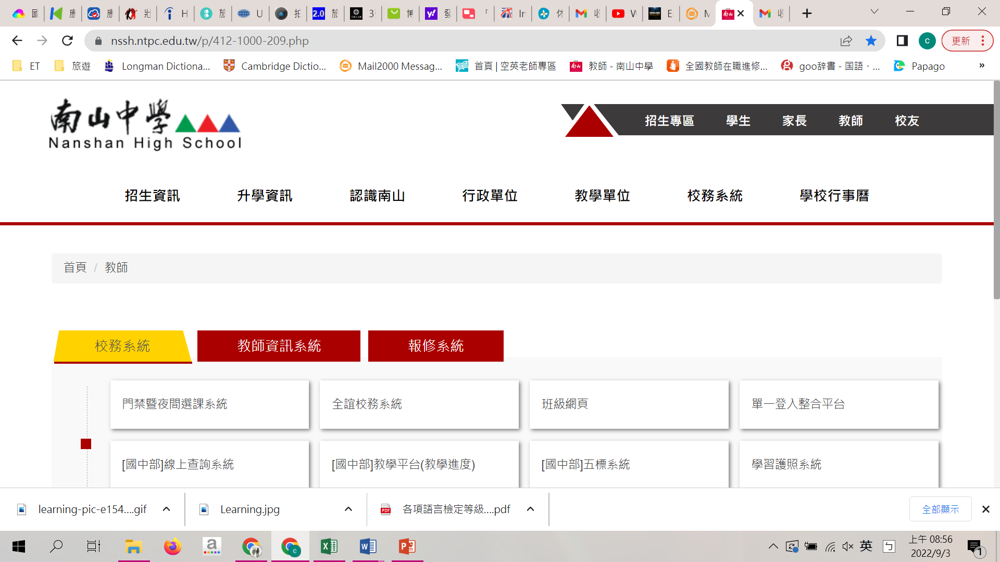 nssh.ntpc.edu.tw/p/412-1000-209.php
更新
ET
旅遊
Longman Dictiona...
Cambridge Dictio...
Mail2000 Messag...
首頁 | 空英老師專區
教師 - 南山中學
全國教師在職進修...
goo辞書 - 国語・...
Papago
»
南山中學
Nanshan High School
招生專區
學生
家長
教師
校友
招生資訊
升學資訊
認識南山
行政單位
教學單位
校務系統
學校行事曆
首頁 / 教師
校務系統
教師資訊系統
報修系統
門禁暨夜間選課系統
全誼校務系統
班級網頁
單一登入整合平台
[國中部]線上查詢系統
[國中部]教學平台(教學進度)
[國中部]五標系統
學習護照系統
learning-pic-e154....gif
Learning.jpg
各項語言檢定等級....pdf
全部顯示
英
ㄅ
上午 08:56
2022/9/3
1